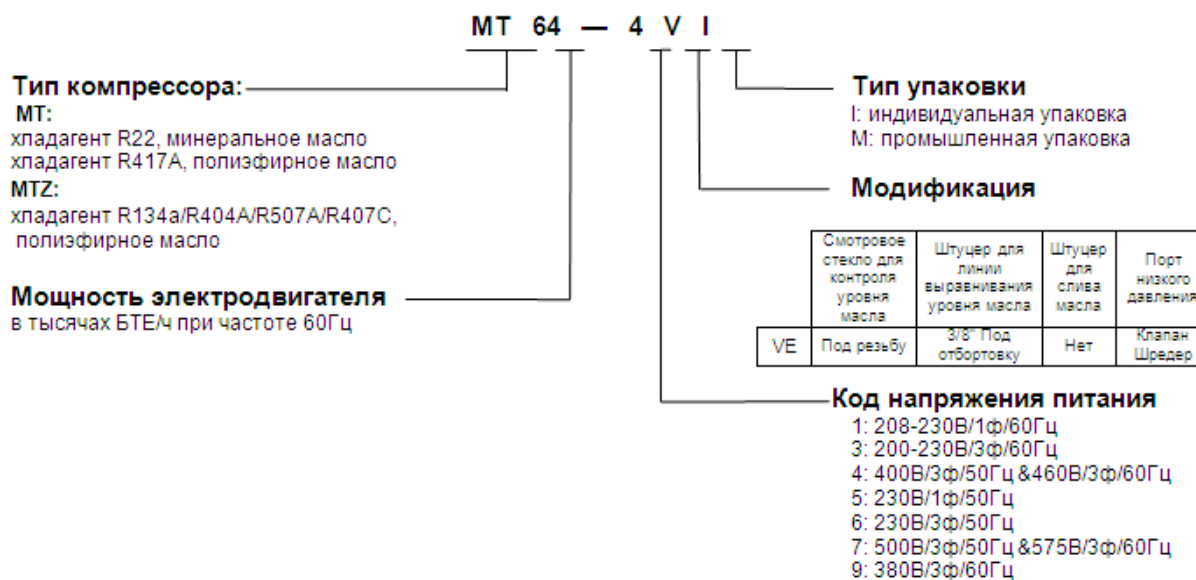 MT 64 — 4 V I
Тип компрессора:
MT:
хладагент R22, минеральное масло
хладагент R417A, полиэфирное масло
MTZ:
хладагент R134a/R404A/R507A/R407C,
полиэфирное масло
Мощность электродвигателя
в тысячах БТЕ/ч при частоте 60Гц
Тип упаковки
I: индивидуальная упаковка
M: промышленная упаковка
Модификация
Смотровое
стекло для
контроля
уровня
масла
Штуцер для
линии
выравнивания
уровня масла
Штуцер
для
слива
масла
Порт
низкого
давления
VE
Под резьбу
3/8" Под
отбортовку
Нет
Клапан
Шредер
Код напряжения питания
1: 208-230В/1ф/60Гц
3: 200-230В/3ф/60Гц
4: 400В/3ф/50Гц &460В/3ф/60Гц
5: 230В/1ф/50Гц
6: 230В/3ф/50Гц
7: 500В/3ф/50Гц &575В/3ф/60Гц
9: 380В/3ф/60Гц